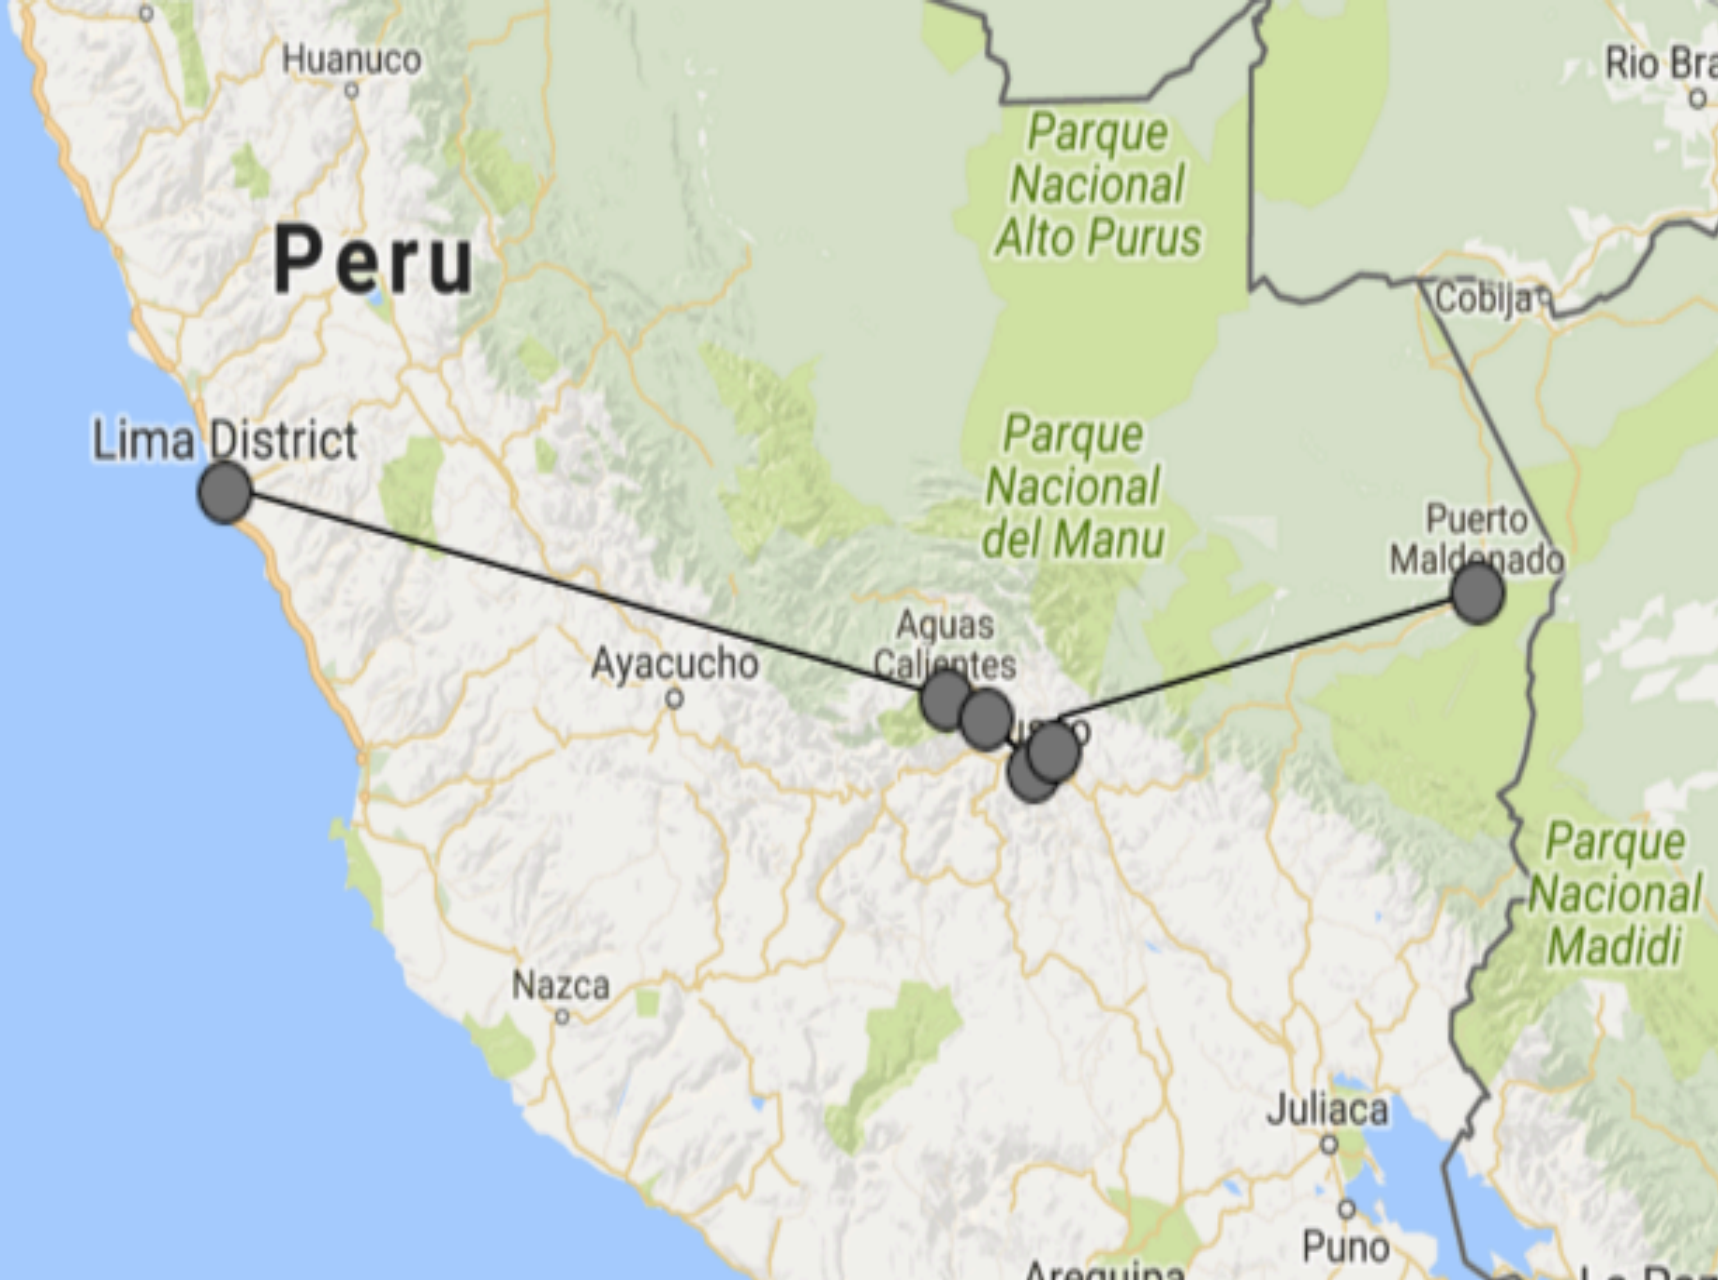 Huanuco
Rio Bra
Parque
Nacional
Alto Purus
Peru
Cobija
Lima District
Parque
Nacional
del Manu
Puerto
Maldonado
Aguas
Calientes
Ayacucho
Parque
Nacional
Madidi
Nazca
Juliaca
Puno
Arequipa